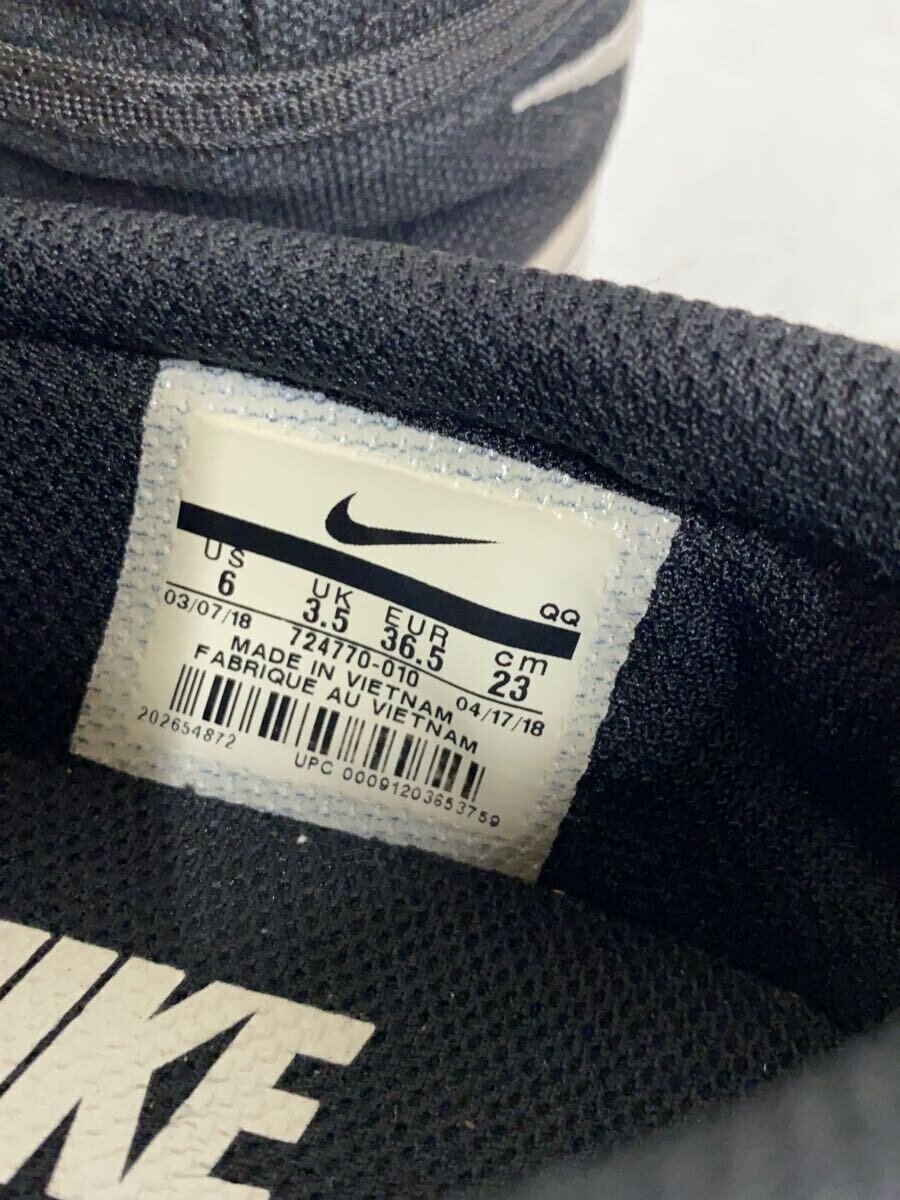 US UK EUR cm QQ
6 3.5 36.5 23
03/07/18 724770-010 04/17/18
MADE IN VIETNAM
FABRIQUE AU VIETNAM
202654872
UPC 00091203653759
NIKE